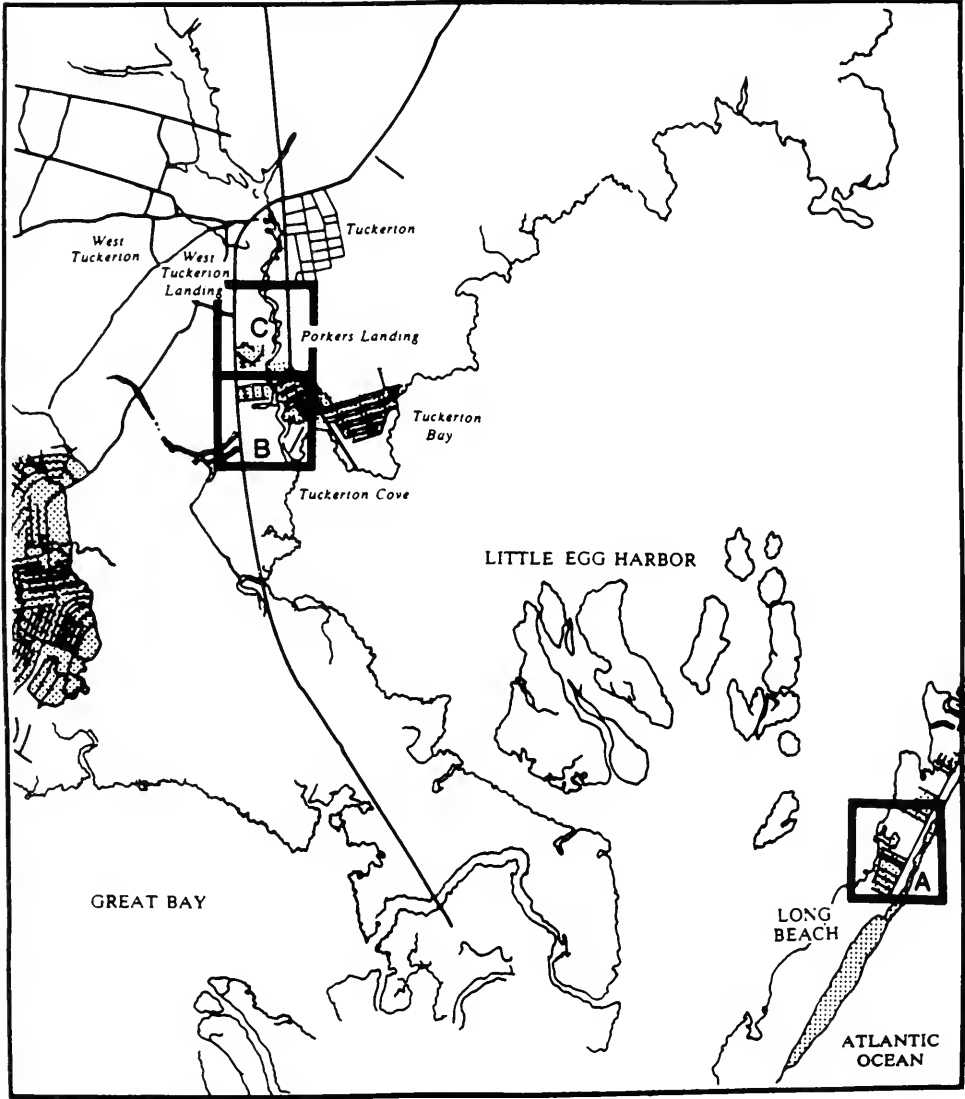 Tuckerton
West
Tuckerton
West
Tuckerton
Landing
C
Porkers Landing
Tuckerton
Bay
B
Tuckerton Cove
LITTLE EGG HARBOR
A
GREAT BAY
LONG
BEACH
ATLANTIC
OCEAN